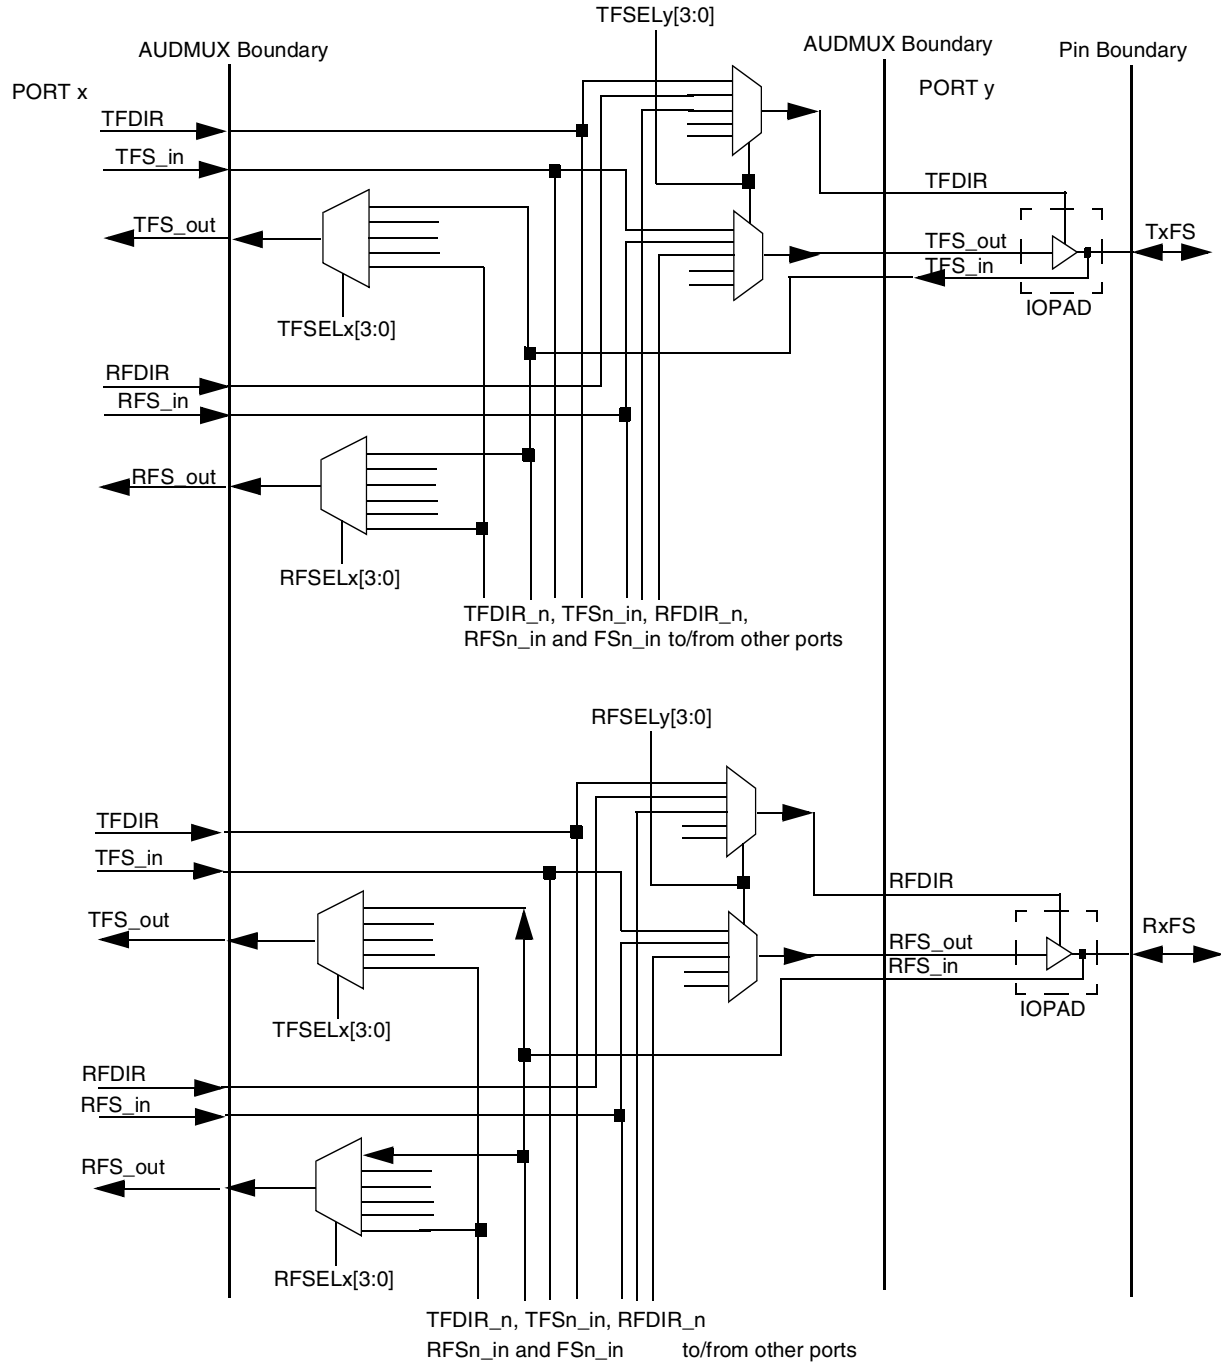 TFSELy[3:0]
AUDMUX Boundary
AUDMUX Boundary
Pin Boundary
PORT x
PORT y
TFDIR
TFS_in
TFDIR
TFS_out
TFS_out
TxFS
TFS_in
IOPAD
TFSELx[3:0]
RFDIR
RFS_in
RFS_out
RFSELx[3:0]
TFDIR_n, TFSn_in, RFDIR_n,
RFSn_in and FSn_in to/from other ports
RFSELy[3:0]
TFDIR
TFS_in
RFDIR
TFS_out
RFS_out
RxFS
RFS_in
IOPAD
TFSELx[3:0]
RFDIR
RFS_in
RFS_out
RFSELx[3:0]
TFDIR_n, TFSn_in, RFDIR_n
RFSn_in and FSn_in to/from other ports